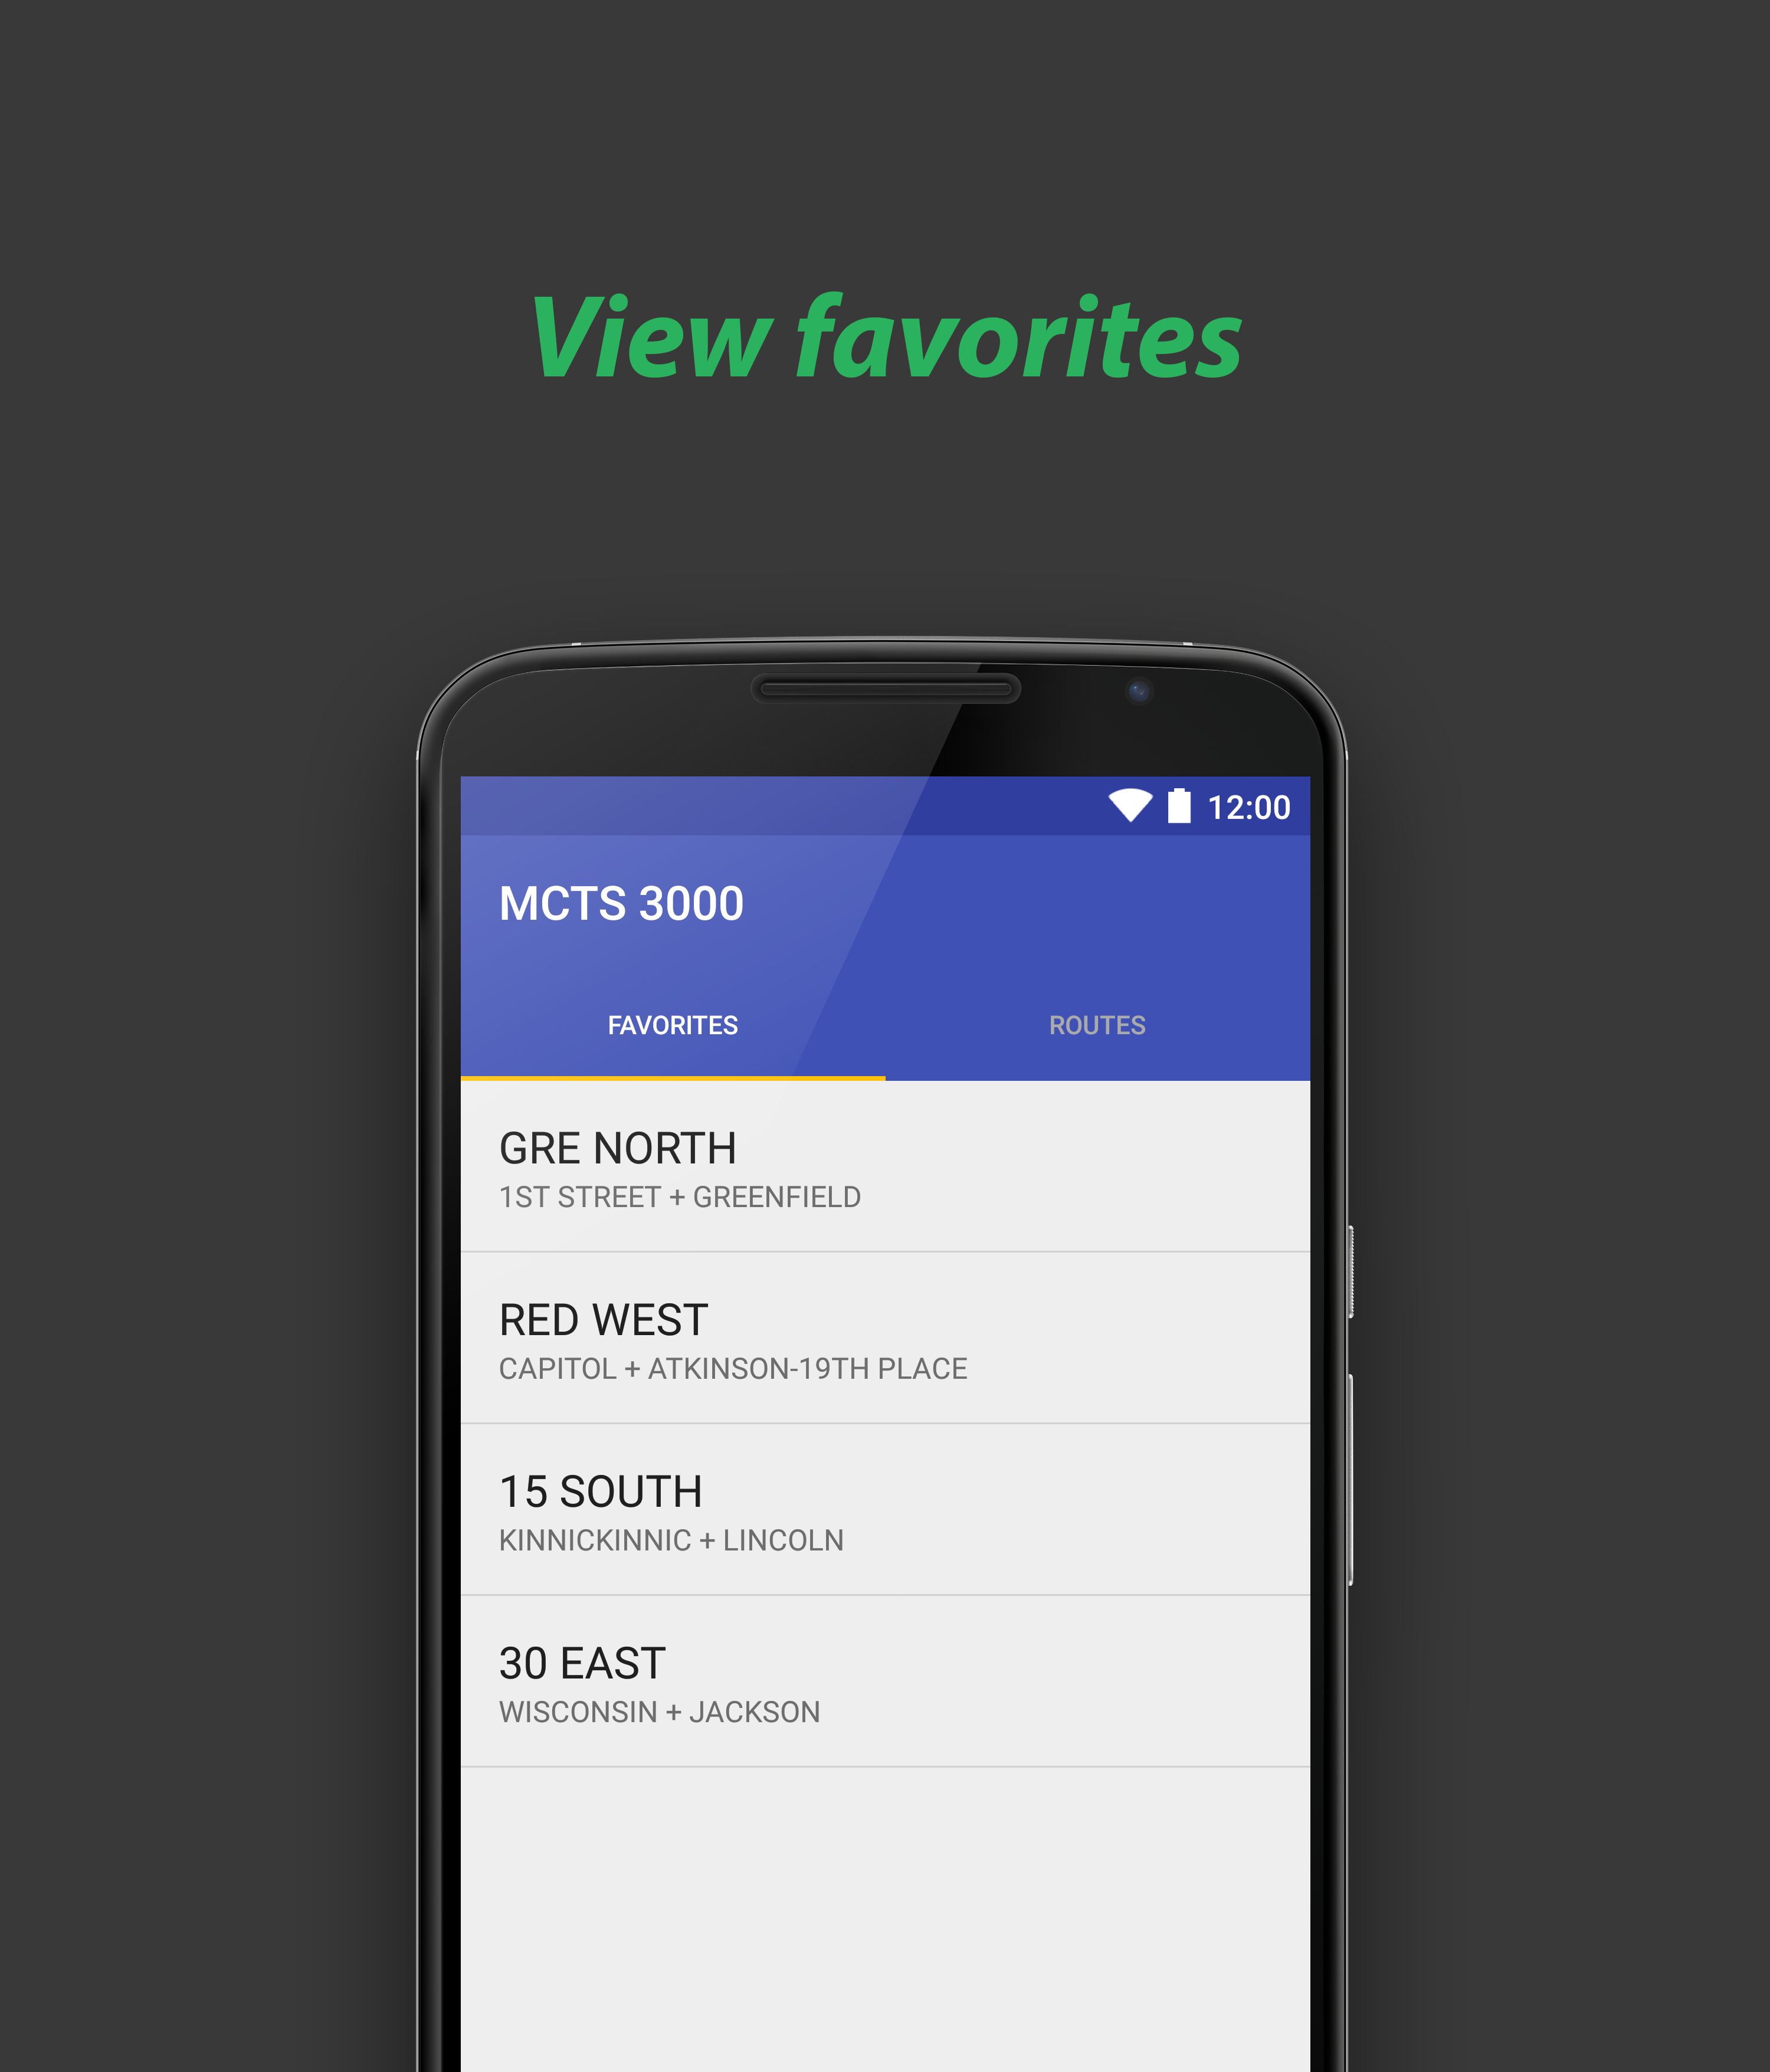 View favorites
12:00
MCTS 3000
FAVORITES ROUTES
GRE NORTH
1ST STREET + GREENFIELD
RED WEST
CAPITOL + ATKINSON-19TH PLACE
15 SOUTH
KINNICKINNIC + LINCOLN
30 EAST
WISCONSIN + JACKSON